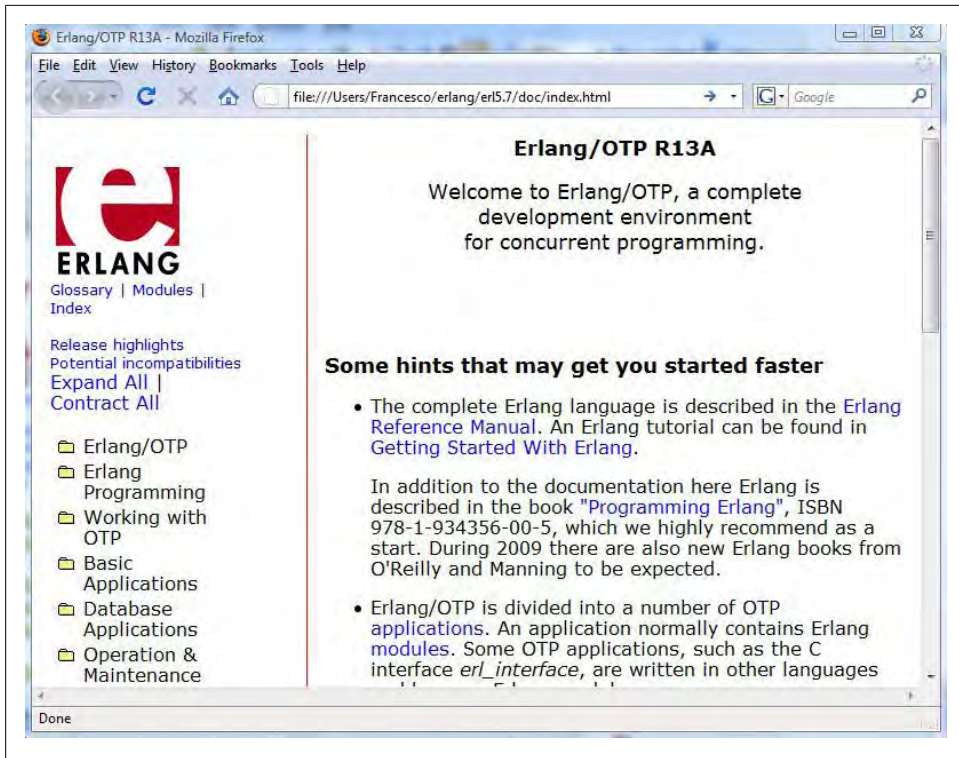 Erlang/OTP R13A - Mozilla Firefox
File Edit View History Bookmarks Tools Help
file:///Users/Francesco/erlang/erl5.7/doc/index.html
G Google
e
ERLANG
Glossary | Modules |
Index
Release highlights
Potential incompatibilities
Expand All |
Contract All
Erlang/OTP
Erlang
Programming
Working with
OTP
Basic
Applications
Database
Applications
Operation &
Maintenance
Erlang/OTP R13A
Welcome to Erlang/OTP, a complete
development environment
for concurrent programming.
Some hints that may get you started faster
• The complete Erlang language is described in the Erlang
Reference Manual. An Erlang tutorial can be found in
Getting Started With Erlang.
In addition to the documentation here Erlang is
described in the book "Programming Erlang", ISBN
978-1-934356-00-5, which we highly recommend as a
start. During 2009 there are also new Erlang books from
O'Reilly and Manning to be expected.
• Erlang/OTP is divided into a number of OTP
applications. An application normally contains Erlang
modules. Some OTP applications, such as the C
interface erl_interface, are written in other languages
Done